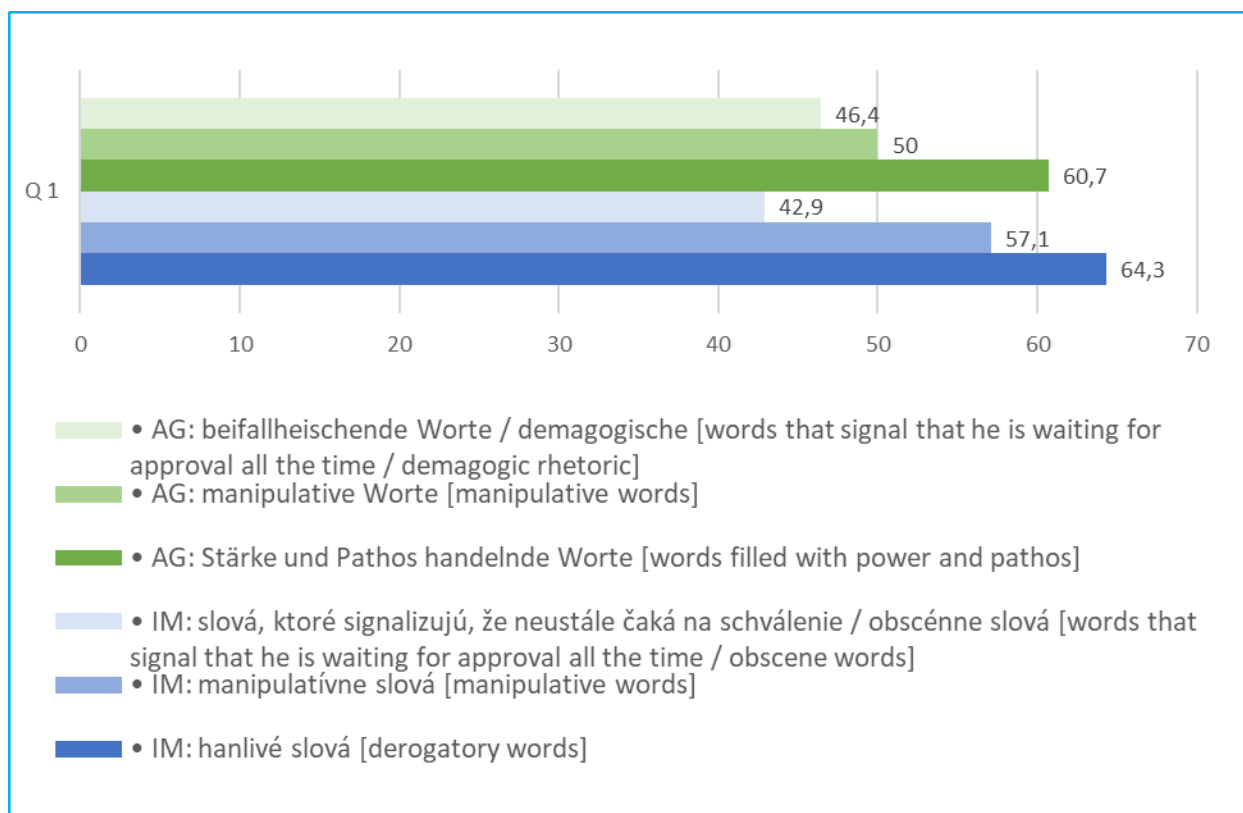 46,4
50
60,7
Q 1
42,9
57,1
64,3
0 10 20 30 40 50 60 70
• AG: beifallheischende Worte / demagogische [words that signal that he is waiting for
approval all the time / demagogic rhetoric]
• AG: manipulative Worte [manipulative words]
• AG: Stärke und Pathos handelnde Worte [words filled with power and pathos]
• IM: slová, ktoré signalizujú, že neustále čaká na schválenie / obscénne slová [words that
signal that he is waiting for approval all the time / obscene words]
• IM: manipulatívne slová [manipulative words]
• IM: hanlivé slová [derogatory words]